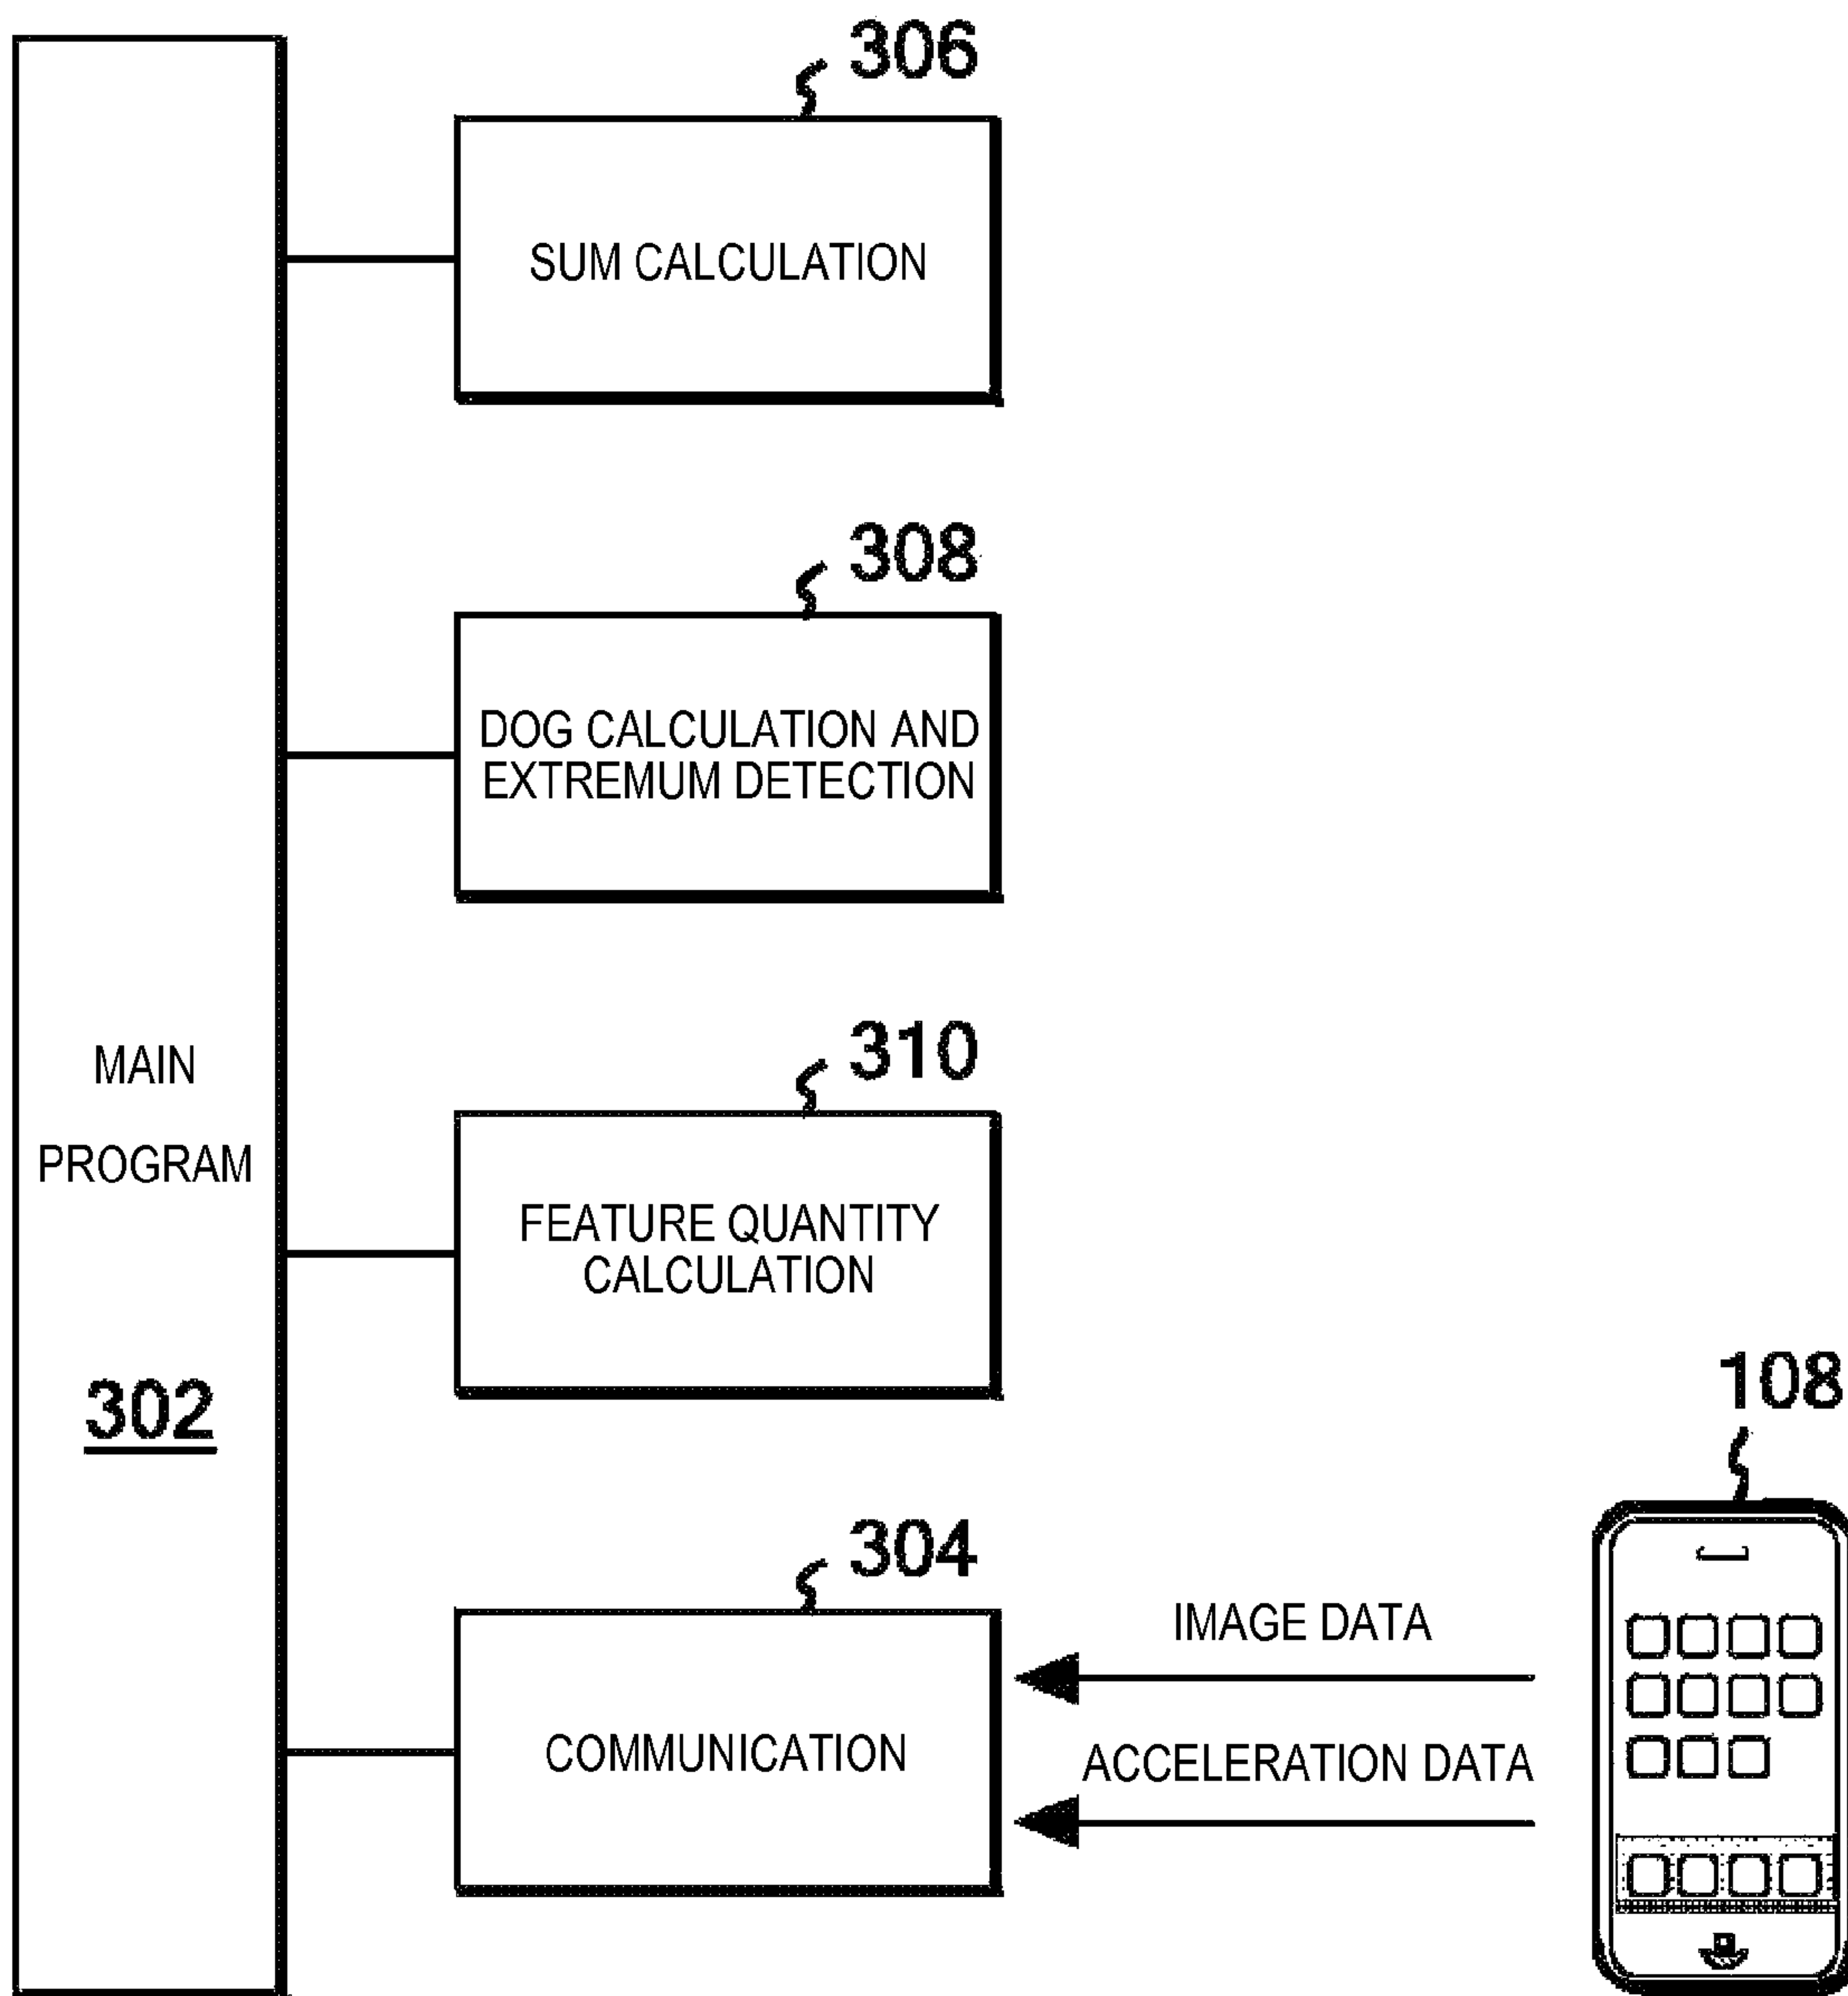 306
SUM CALCULATION
308
DOG CALCULATION AND
EXTREMUM DETECTION
310
MAIN
PROGRAM
FEATURE QUANTITY
CALCULATION
302
108
304
IMAGE DATA
COMMUNICATION
ACCELERATION DATA